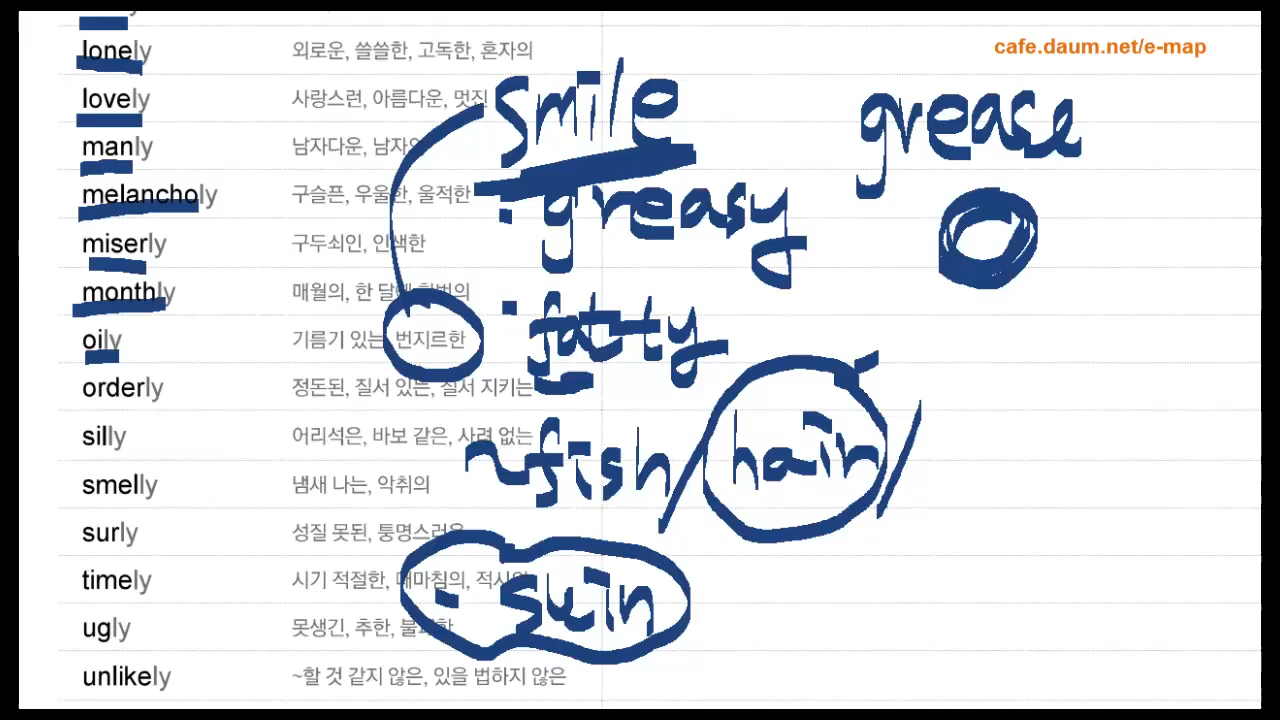 lonely 외로운, 쓸쓸한, 고독한, 혼자의 cafe.daum.net/e-map
lovely 사랑스런, 아름다운, 멋진 smile grease
manly 남자다운, 남자의
melancholy 구슬픈, 우울한, 울적한 greasy
miserly 구두쇠인, 인색한
monthly 매월의, 한 달에 한번의
oily 기름기 있는, 번지르한 fatty
orderly 정돈된, 질서 있는, 질서 지키는
silly 어리석은, 바보 같은, 사려 없는
smelly 냄새 나는, 악취의 ~fish/hair/
surly 성질 못된, 퉁명스러운
timely 시기 적절한, 때마침의, 적시의 skin
ugly 못생긴, 추한, 불쾌한
unlikely ~할 것 같지 않은, 있을 법하지 않은